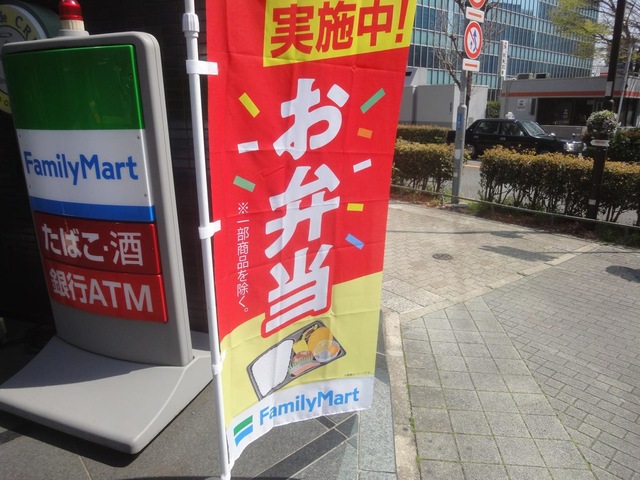 FamilyMart
たばこ・酒
銀行ATM
実施中!
お弁当
※一部商品を除く。
FamilyMart